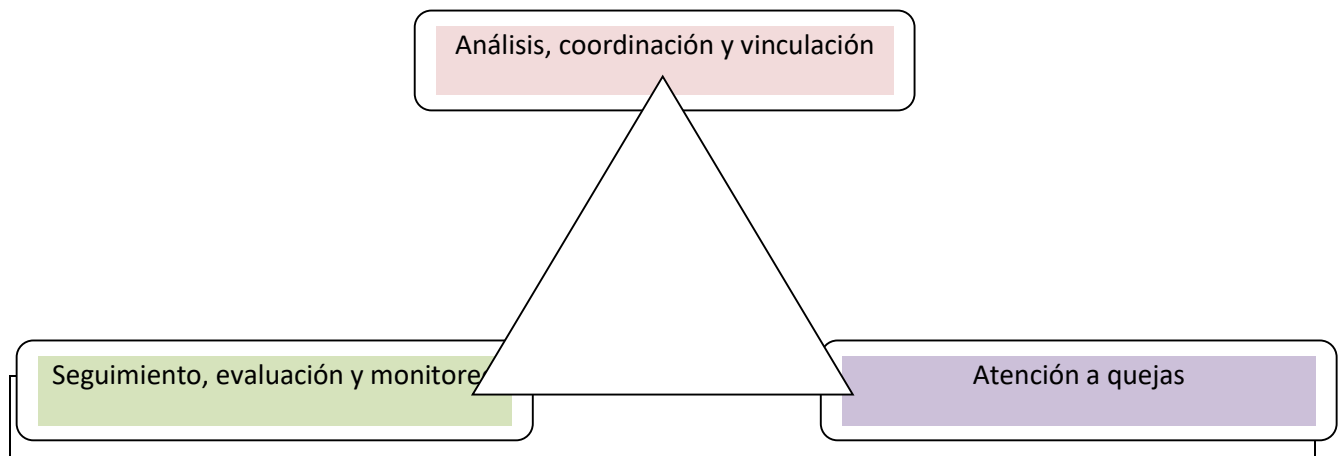 Análisis, coordinación y vinculación
Seguimiento, evaluación y monitore
Atención a quejas